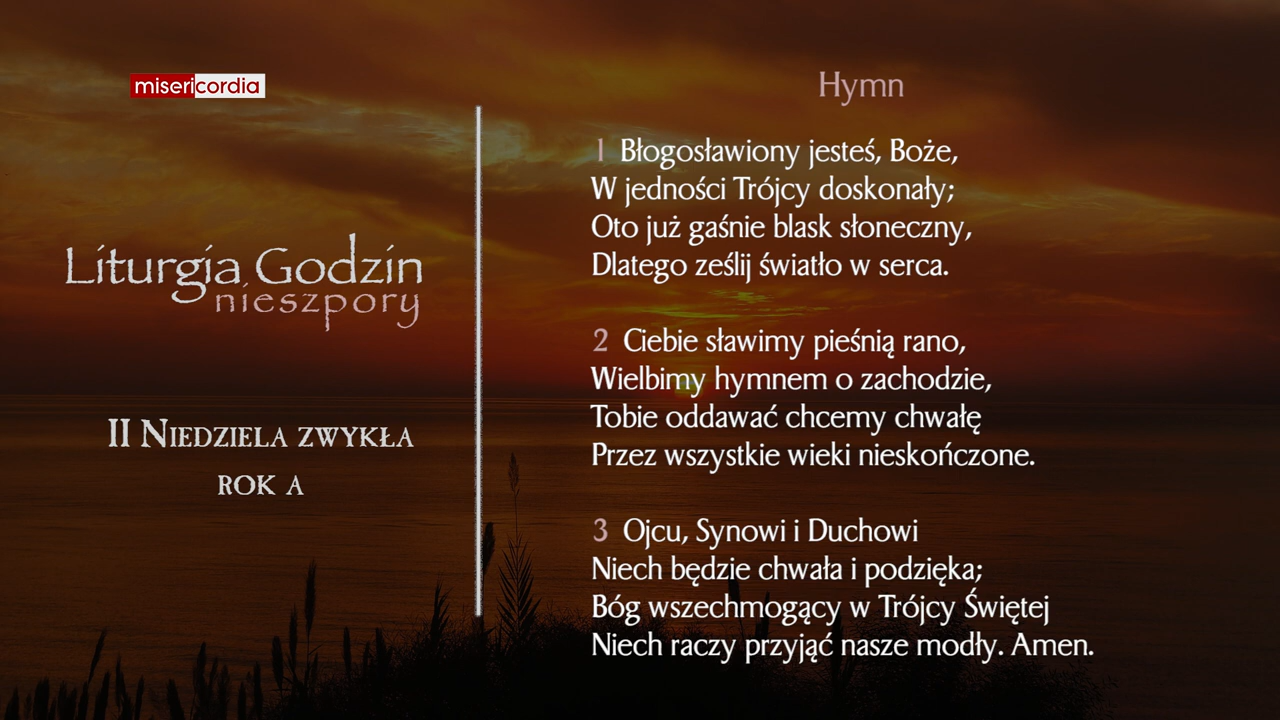 misericordia
Liturgia Godzin
nieszpory
II Niedziela zwykła
rok A
Hymn
1 Błogosławiony jesteś, Boże,
W jedności Trójcy doskonały;
Oto już gaśnie blask słoneczny,
Dlatego ześlij światło w serca.
2 Ciebie sławimy pieśnią rano,
Wielbimy hymnem o zachodzie,
Tobie oddawać chcemy chwałę
Przez wszystkie wieki nieskończone.
3 Ojcu, Synowi i Duchowi
Niech będzie chwała i podzięka;
Bóg wszechmogący w Trójcy Świętej
Niech raczy przyjąć nasze modły. Amen.